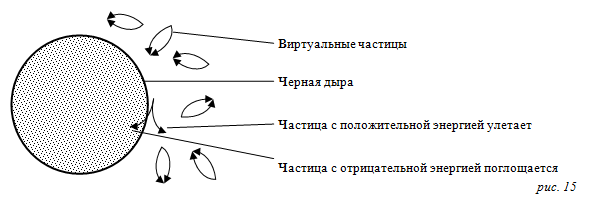 Виртуальные частицы
Черная дыра
Частица с положительной энергией улетает
Частица с отрицательной энергией поглощается
рис. 15